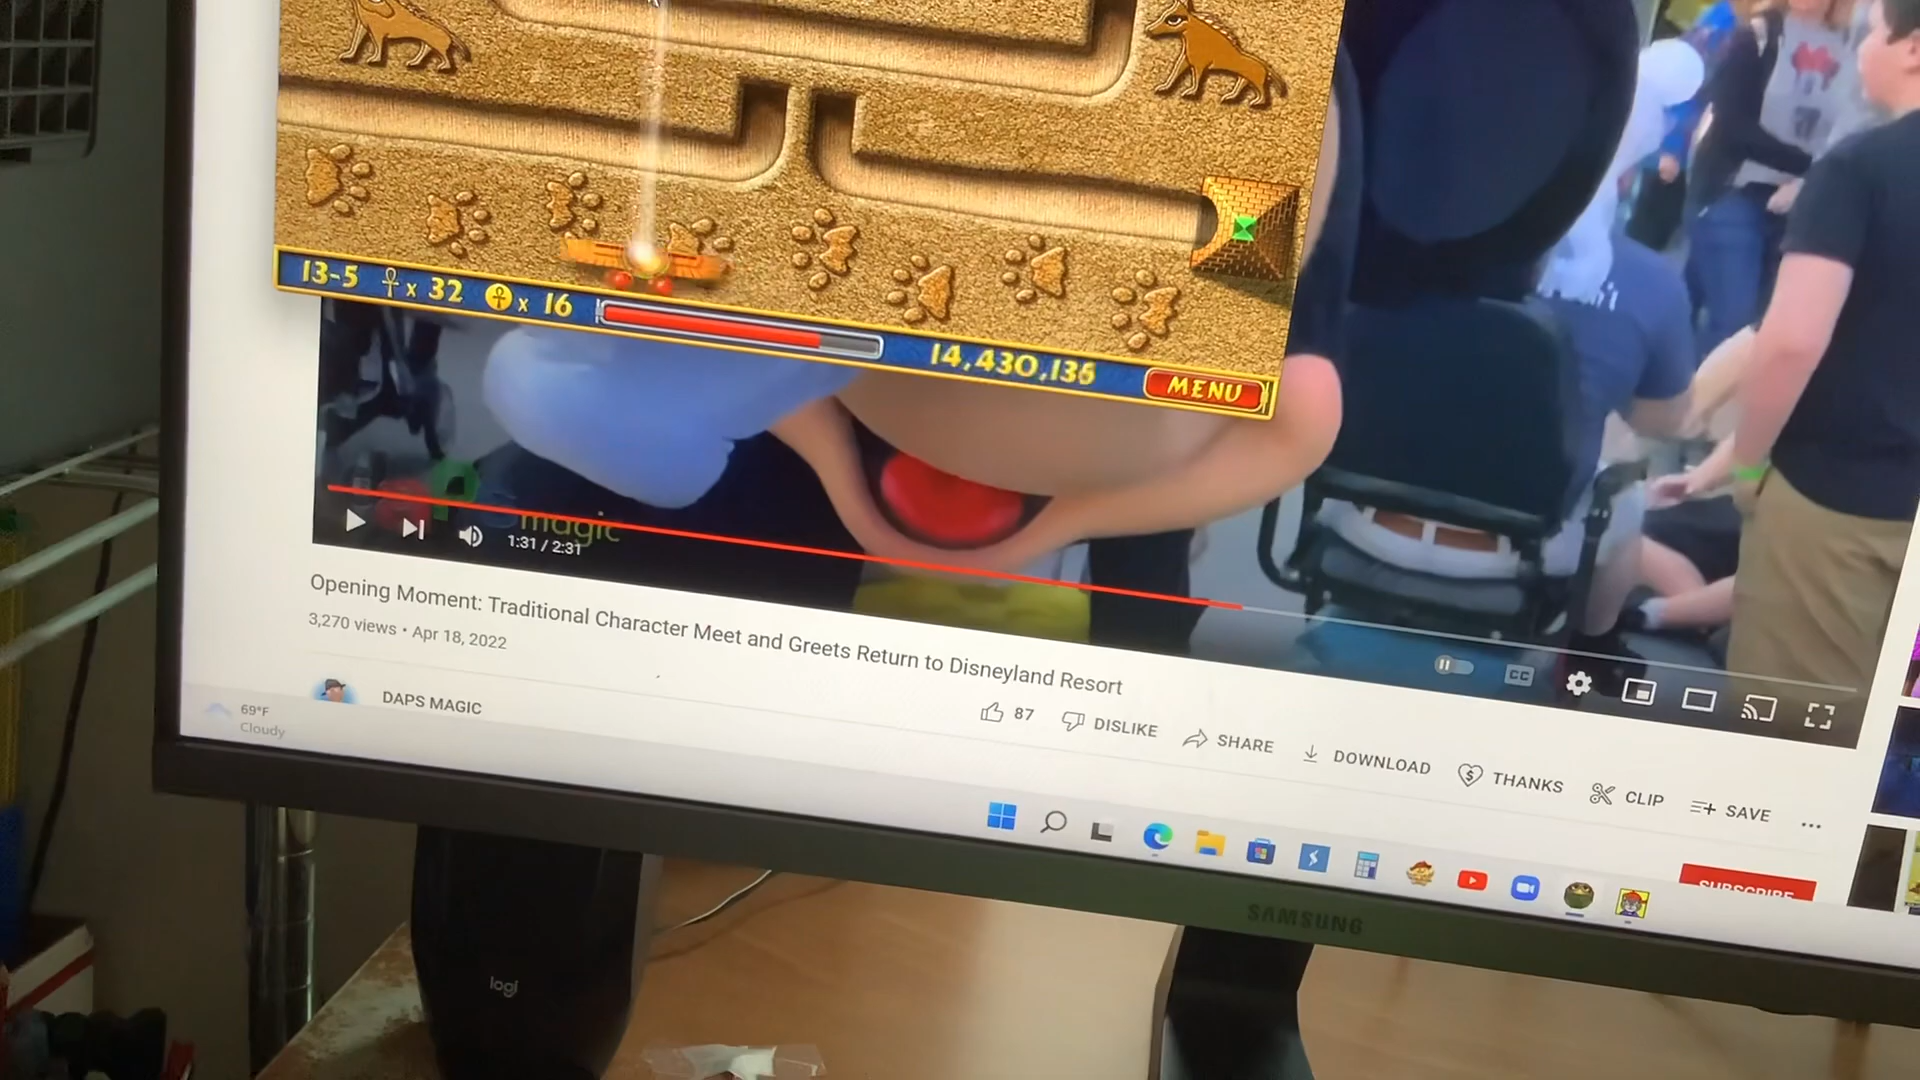 13-5 x 32 x 16 14,430,136 MENU
magic
1:31 / 2:31
Opening Moment: Traditional Character Meet and Greets Return to Disneyland Resort
3,270 views • Apr 18, 2022
CC
DAPS MAGIC
87 DISLIKE SHARE DOWNLOAD THANKS CLIP SAVE ...
SUBSCRIBE
69°F
Cloudy
SAMSUNG
logi